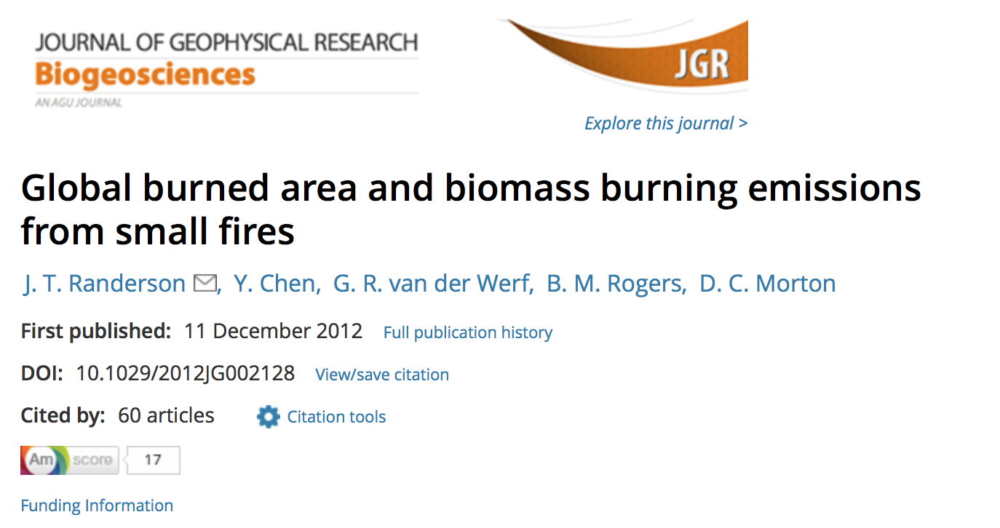 JOURNAL OF GEOPHYSICAL RESEARCH
Biogeosciences
AN AGU JOURNAL
JGR
Explore this journal >
Global burned area and biomass burning emissions
from small fires
J. T. Randerson, Y. Chen, G. R. van der Werf, B. M. Rogers, D. C. Morton
First published: 11 December 2012 Full publication history
DOI: 10.1029/2012JG002128 View/save citation
Cited by: 60 articles Citation tools
Am score 17
Funding Information